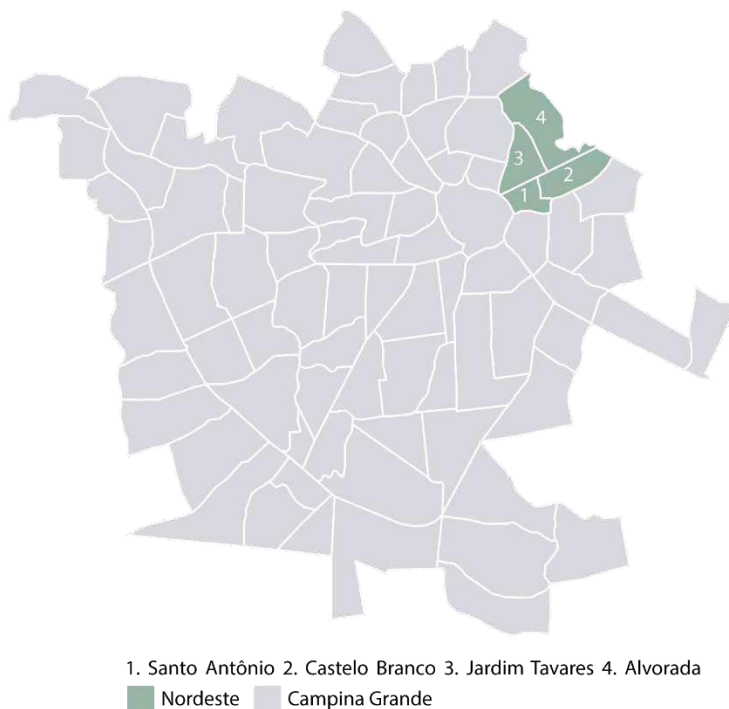 4
3
2
1
1. Santo Antônio 2. Castelo Branco 3. Jardim Tavares 4. Alvorada
Nordeste Campina Grande